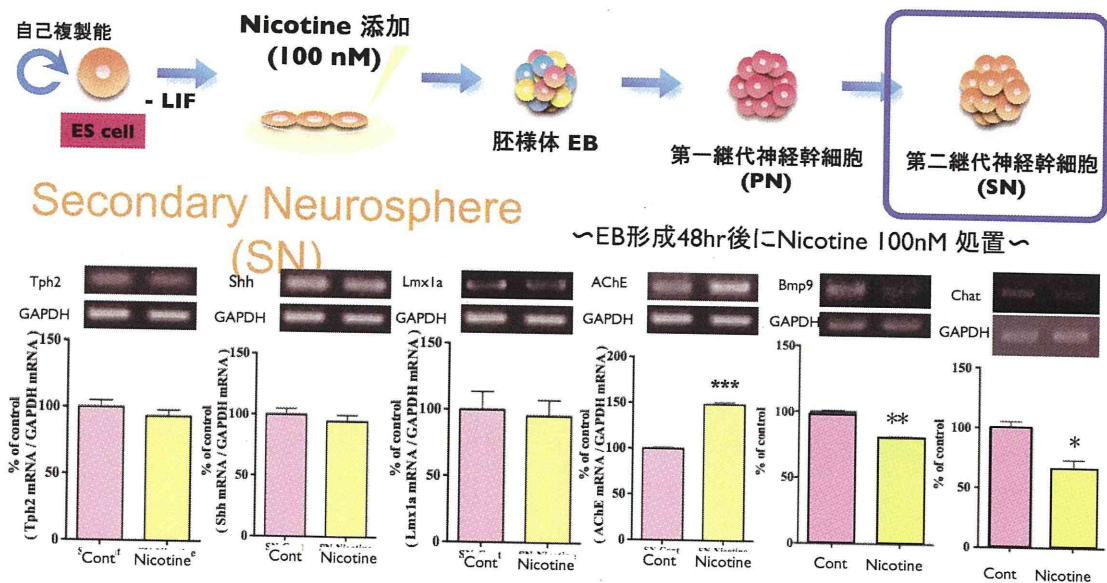 自己複製能
Nicotine 添加
(100 nM)
- LIF
ES cell
胚様体 EB
第一継代神経幹細胞
(PN)
第二継代神経幹細胞
(SN)
Secondary Neurosphere
(SN)
〜EB形成48hr後にNicotine 100nM 処置〜
Tph2
GAPDH
% of control
( Tph2 mRNA / GAPDH mRNA)
150
100
50
0
Cont
Nicotine
Shh
GAPDH
% of control
( Shh mRNA / GAPDH mRNA)
150
100
50
0
Cont
Nicotine
Lmx1a
GAPDH
% of control
( Lmx1a mRNA / GAPDH mRNA)
150
100
50
0
Cont
Nicotine
AChE
GAPDH
% of control
( AChE mRNA / GAPDH mRNA)
200
150
100
50
0
***
Cont
Nicotine
Bmp9
GAPDH
% of control
150
100
50
0
**
Cont
Nicotine
Chat
GAPDH
% of control
150
100
50
0
*
Cont
Nicotine